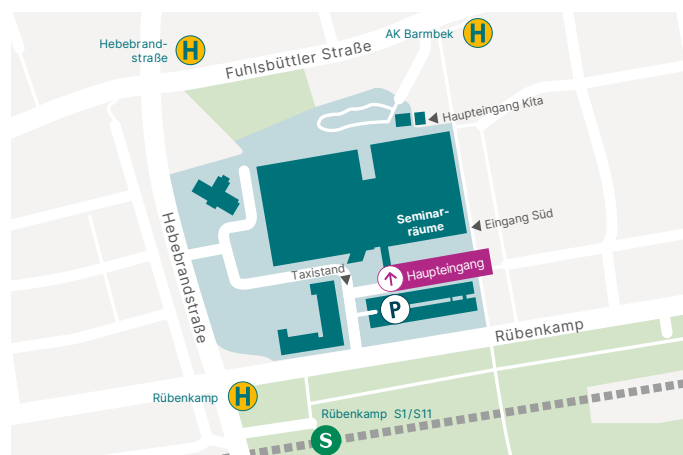 AK Barmbek
H
Hebebrand-
straße
H
Fuhlsbüttler Straße
Haupteingang Kita
Seminar-
räume
Eingang Süd
Hebebrandstraße
Taxistand
Haupteingang
P
Rübenkamp
Rübenkamp
H
Rübenkamp S1/S11
S